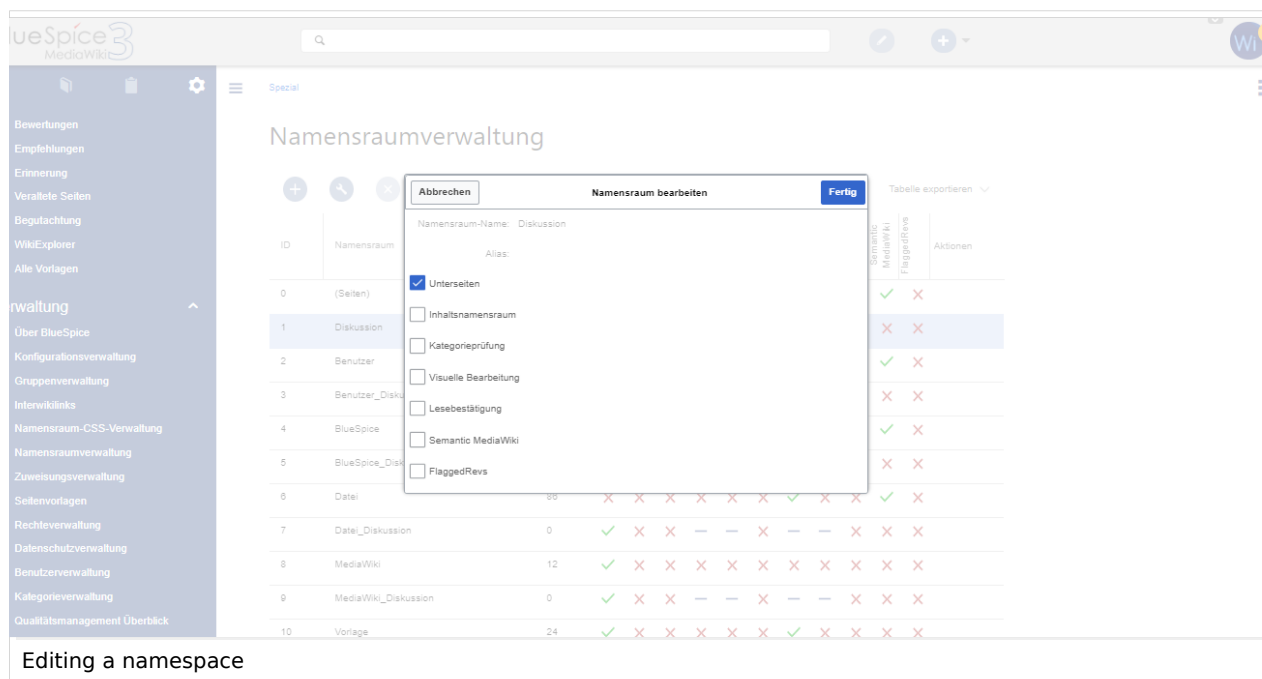 ueSpice 3
MediaWiki
Wi
Spezial
Bewertungen
Empfehlungen
Erinnerung
Veraltete Seiten
Begutachtung
WikiExplorer
Alle Vorlagen
rwaltung
Über BlueSpice
Konfigurationsverwaltung
Gruppenverwaltung
Interwikilinks
Namensraum-CSS-Verwaltung
Namensraumverwaltung
Zuweisungsverwaltung
Seitenvorlagen
Rechteverwaltung
Datenschutzverwaltung
Benutzerverwaltung
Kategorieverwaltung
Qualitätsmanagement Überblick
Namensraumverwaltung
Tabelle exportieren
ID Namensraum Semantic MediaWiki FlaggedRevs Aktionen
0 (Seiten)
1 Diskussion
2 Benutzer
3 Benutzer_Disku
4 BlueSpice
5 BlueSpice_Disk
6 Datei 86
7 Datei_Diskussion 0
8 MediaWiki 12
9 MediaWiki_Diskussion 0
10 Vorlage 24
Abbrechen Namensraum bearbeiten Fertig
Namensraum-Name: Diskussion
Alias:
Unterseiten
Inhaltsnamensraum
Kategorieprüfung
Visuelle Bearbeitung
Lesebestätigung
Semantic MediaWiki
FlaggedRevs
Editing a namespace